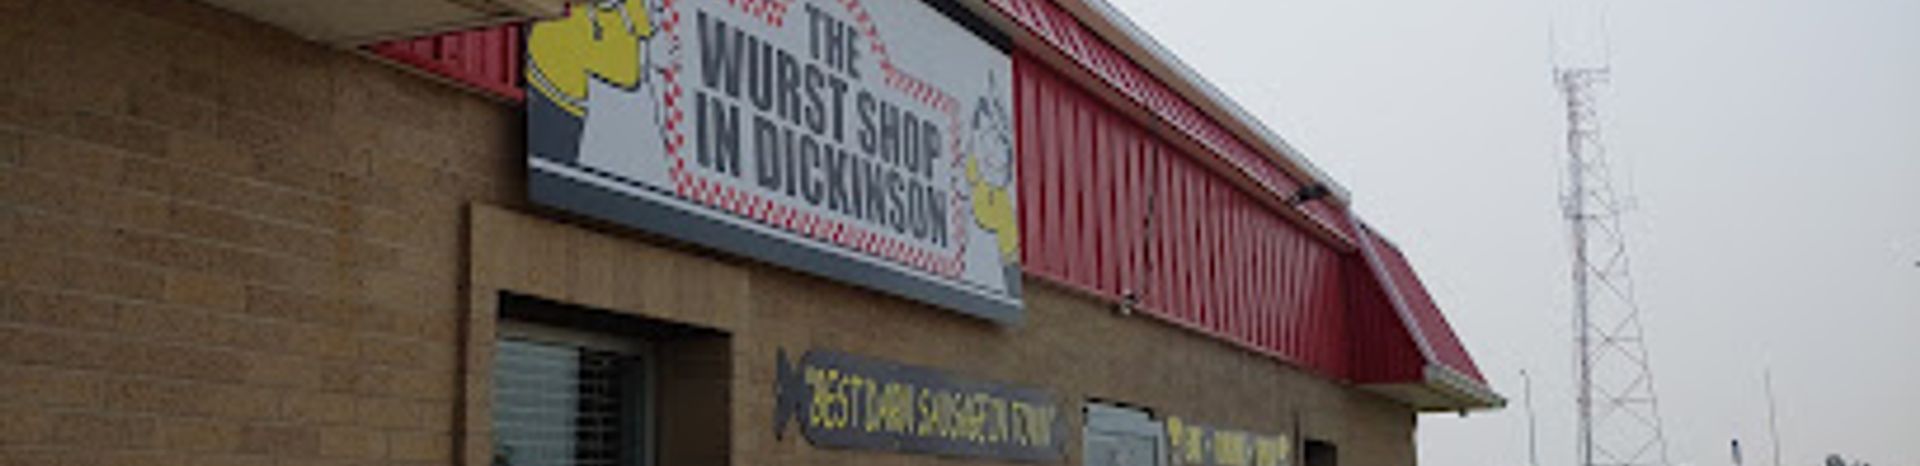 THE
WURST SHOP
IN DICKINSON
"BEST DARN SAUSAGE IN TOWN"